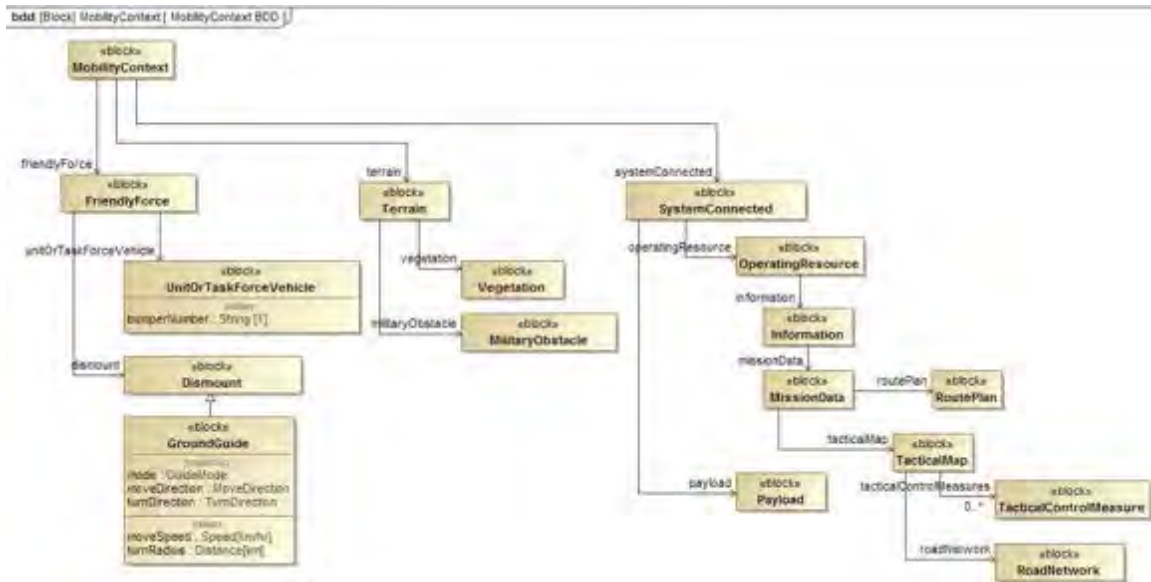 bdd [Block] MobilityContext [ MobilityContext BDD ]
«block»
MobilityContext
friendlyForce
terrain
systemConnected
«block»
FriendlyForce
«block»
Terrain
«block»
SystemConnected
unitOrTaskForceVehicle
vegetation
operatingResource
«block»
UnitOrTaskForceVehicle
bumperNumber : String [1]
«block»
Vegetation
«block»
OperatingResource
information
militaryObstacle
«block»
MilitaryObstacle
«block»
Information
missionData
dismount
«block»
Dismount
«block»
MissionData
routePlan
«block»
RoutePlan
«block»
GroundGuide
mode : GuideMode
moveDirection : MoveDirection
turnDirection : TurnDirection
moveSpeed : Speed[km/hr]
turnRadius : Distance[km]
tacticalMap
«block»
TacticalMap
payload
«block»
Payload
tacticalControlMeasures
0..*
«block»
TacticalControlMeasure
roadNetwork
«block»
RoadNetwork